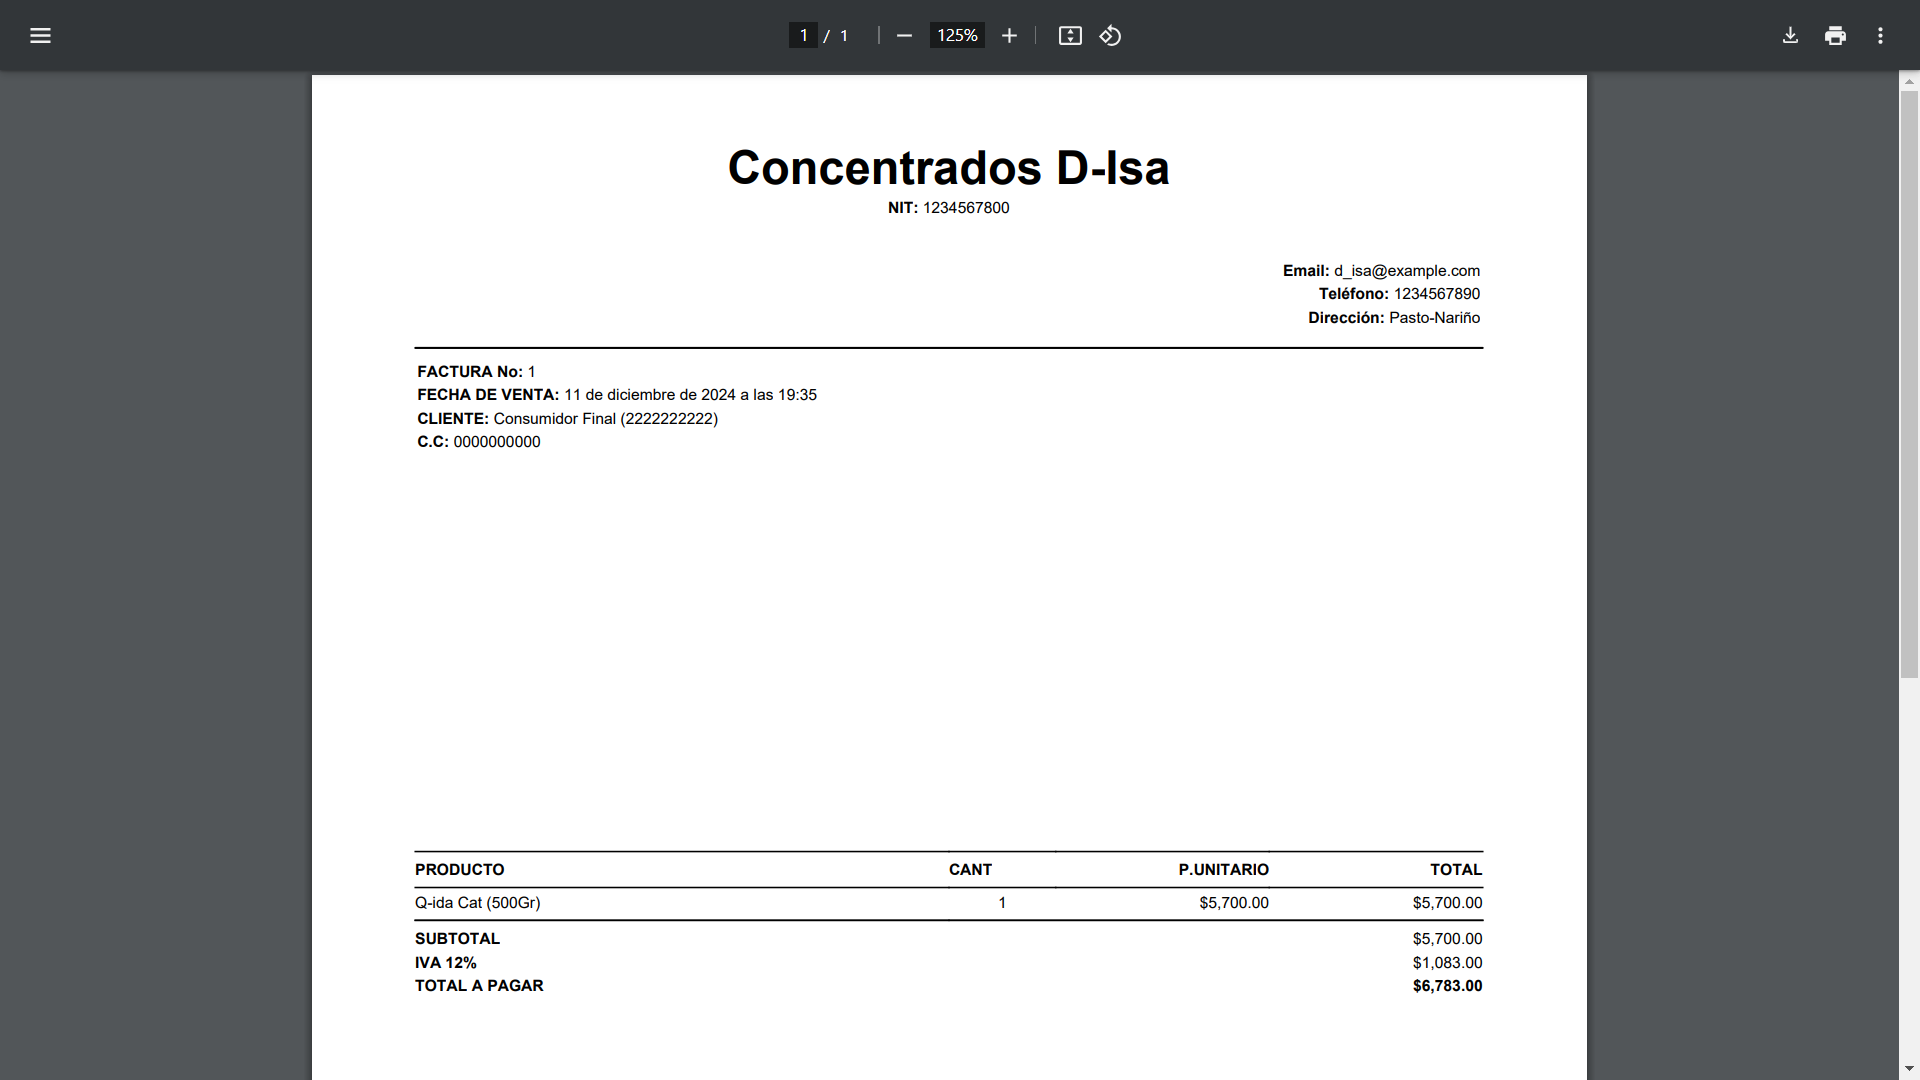 1 / 1
125%
Concentrados D-Isa
NIT: 1234567800
Email: d_isa@example.com
Teléfono: 1234567890
Dirección: Pasto-Nariño
FACTURA No: 1
FECHA DE VENTA: 11 de diciembre de 2024 a las 19:35
CLIENTE: Consumidor Final (2222222222)
C.C: 0000000000
PRODUCTO CANT P.UNITARIO TOTAL
Q-ida Cat (500Gr) 1 $5,700.00 $5,700.00
SUBTOTAL $5,700.00
IVA 12% $1,083.00
TOTAL A PAGAR $6,783.00